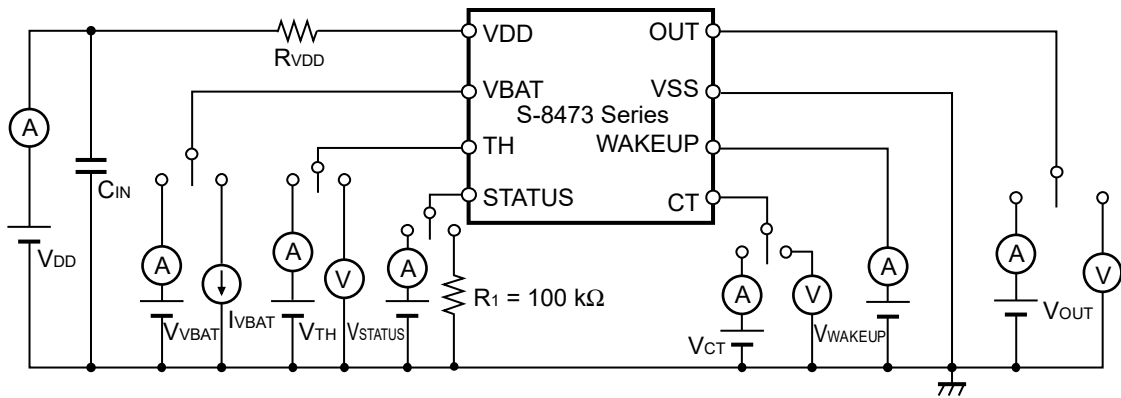 VDD
OUT
RVDD
VBAT
VSS
S-8473 Series
A
TH
WAKEUP
CIN
STATUS
CT
VDD
A
A
A
A
A
A
V
R1 = 100 kΩ
A
V
V
VVBAT
IVBAT
VTH
VSTATUS
VCT
VWAKEUP
VOUT